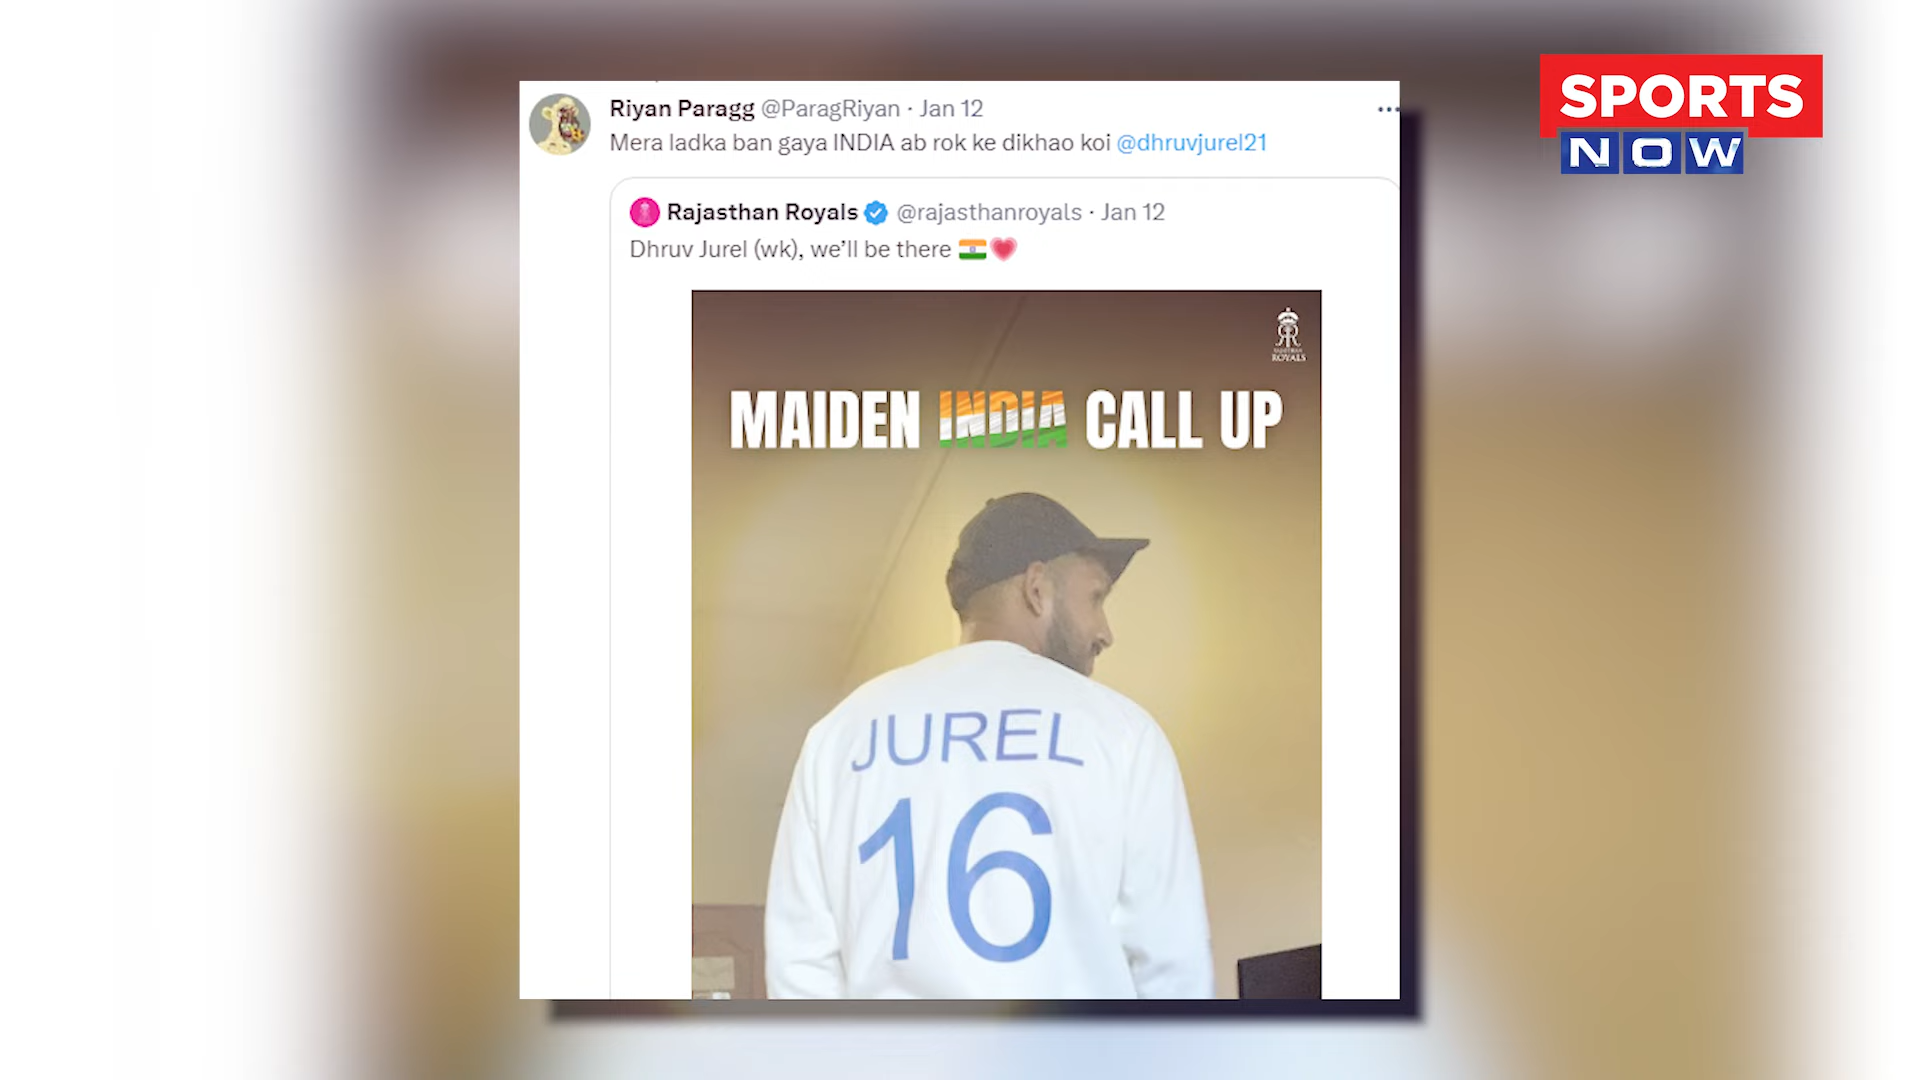 SPORTS
NOW
Riyan Paragg @ParagRiyan · Jan 12
Mera ladka ban gaya INDIA ab rok ke dikhao koi @dhruvjurel21
Rajasthan Royals @rajasthanroyals · Jan 12
Dhruv Jurel (wk), we'll be there 🇮🇳💗
ROYALS
MAIDEN INDIA CALL UP
JUREL
16